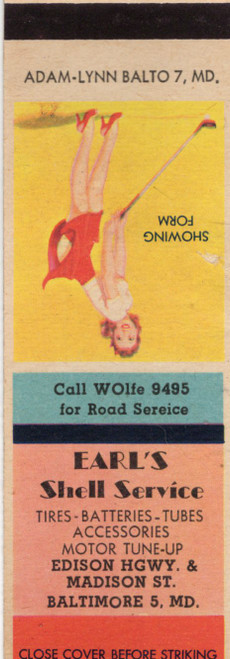 ADAM-LYNN BALTO 7, MD.
SHOWING
FORM
Call WOlfe 9495
for Road Sereice
EARL'S
Shell Service
TIRES-BATTERIES-TUBES
ACCESSORIES
MOTOR TUNE-UP
EDISON HGWY. &
MADISON ST.
BALTIMORE 5, MD.
CLOSE COVER BEFORE STRIKING